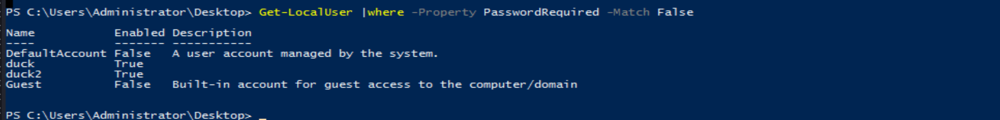 PS C:\Users\Administrator\Desktop> Get-LocalUser |where -Property PasswordRequired -Match False
Name           Enabled Description
----           ------- -----------
DefaultAccount False   A user account managed by the system.
duck           True
duck2          True
Guest          False   Built-in account for guest access to the computer/domain
PS C:\Users\Administrator\Desktop> _